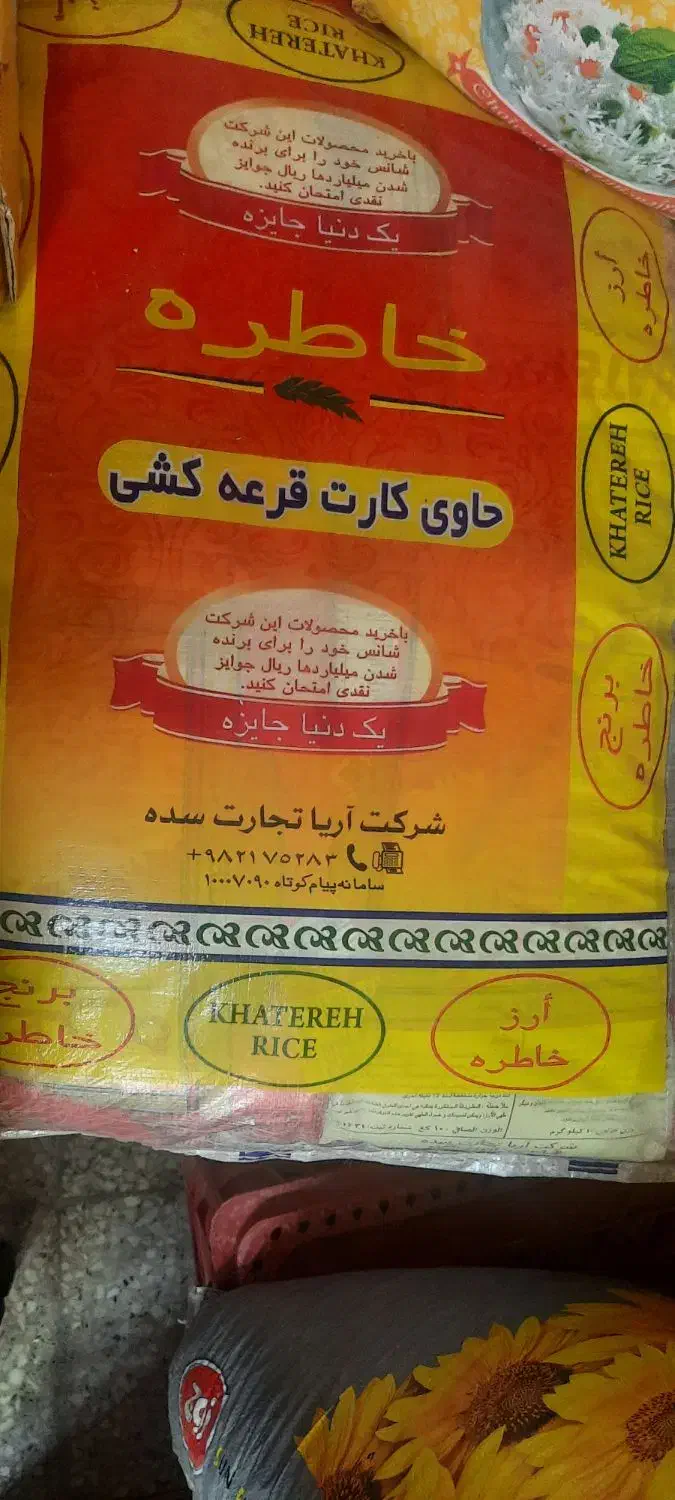 KHATEREH
RICE
باخرید محصولات این شرکت
شانس خود را برای برنده
شدن میلیاردها ریال جوایز
نقدی امتحان کنید.
یک دنیا جایزه
خاطره
حاوی کارت قرعه کشی
باخرید محصولات این شرکت
شانس خود را برای برنده
شدن میلیاردها ریال جوایز
نقدی امتحان کنید.
یک دنیا جایزه
شرکت آریا تجارت سده
+۹۸۲۱۷۵۲۸۳
سامانه پیام کوتاه ۱۰۰۰۷۰۹۰
أرز
خاطره
KHATEREH
RICE
برنج
خاطره
برنج
خاطره
KHATEREH
RICE
أرز
خاطره